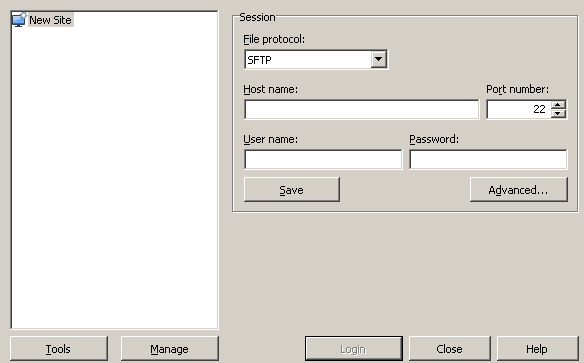 New Site
Session
File protocol:
SFTP
Host name:
Port number:
22
User name:
Password:
Save
Advanced...
Tools
Manage
Login
Close
Help